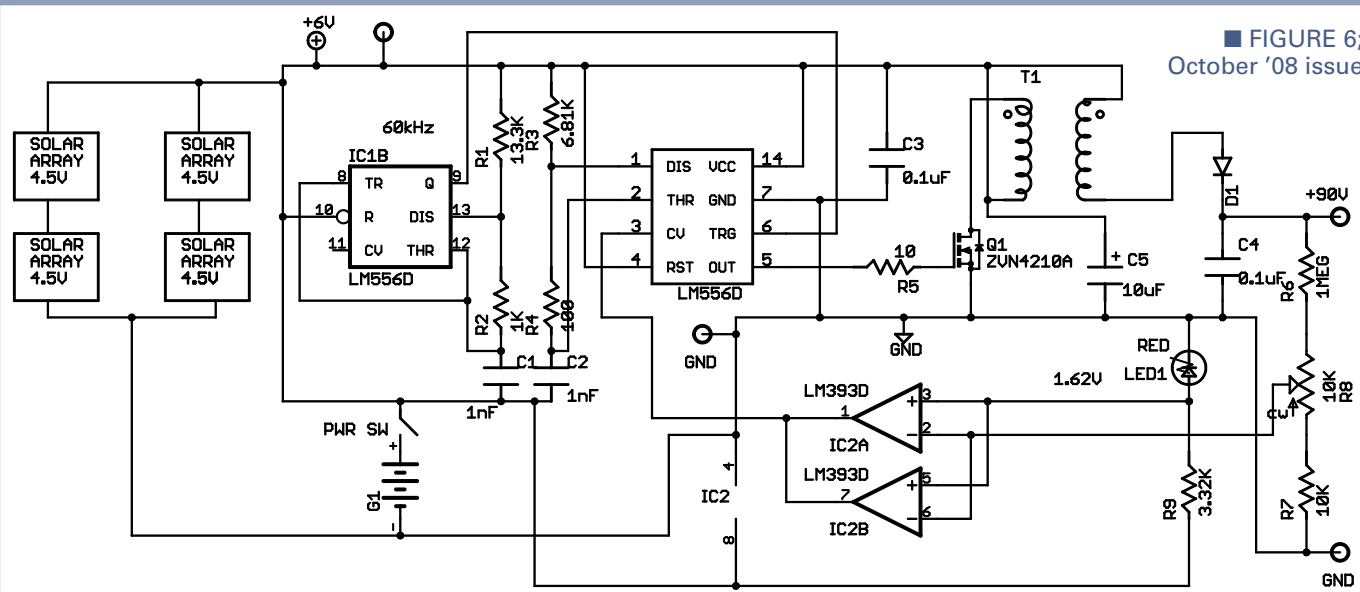 ■ FIGURE 6;
October '08 issue
+6V
T1
SOLAR
ARRAY
4.5V
SOLAR
ARRAY
4.5V
SOLAR
ARRAY
4.5V
SOLAR
ARRAY
4.5V
60kHz
IC1B
8 TR Q 9
10 R DIS 13
11 CV THR 12
LM556D
R1
13.3K
R3
6.81K
R2
1K
R4
100
C1
1nF
C2
1nF
1 DIS VCC 14
2 THR GND 7
3 CV TRG 6
4 RST OUT 5
LM556D
C3
0.1uF
10
R5
Q1
ZVN4210A
+ C5
10uF
D1
+90V
C4
0.1uF
R6
1MEG
GND
GND
RED
LED1
1.62V
10K
R8
CW
LM393D
1 + 3
- 2
IC2A
LM393D
7 + 5
- 6
IC2B
PWR SW
+
G1
-
4
IC2
8
R9
3.32K
R7
10K
GND